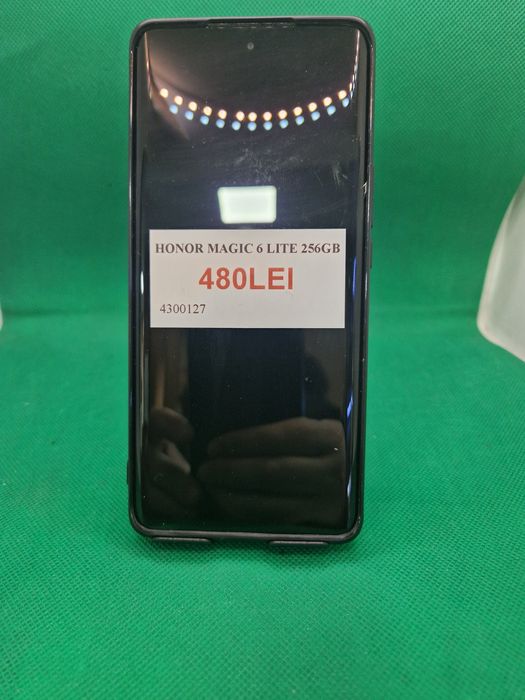 HONOR MAGIC 6 LITE 256GB
480LEI
4300127